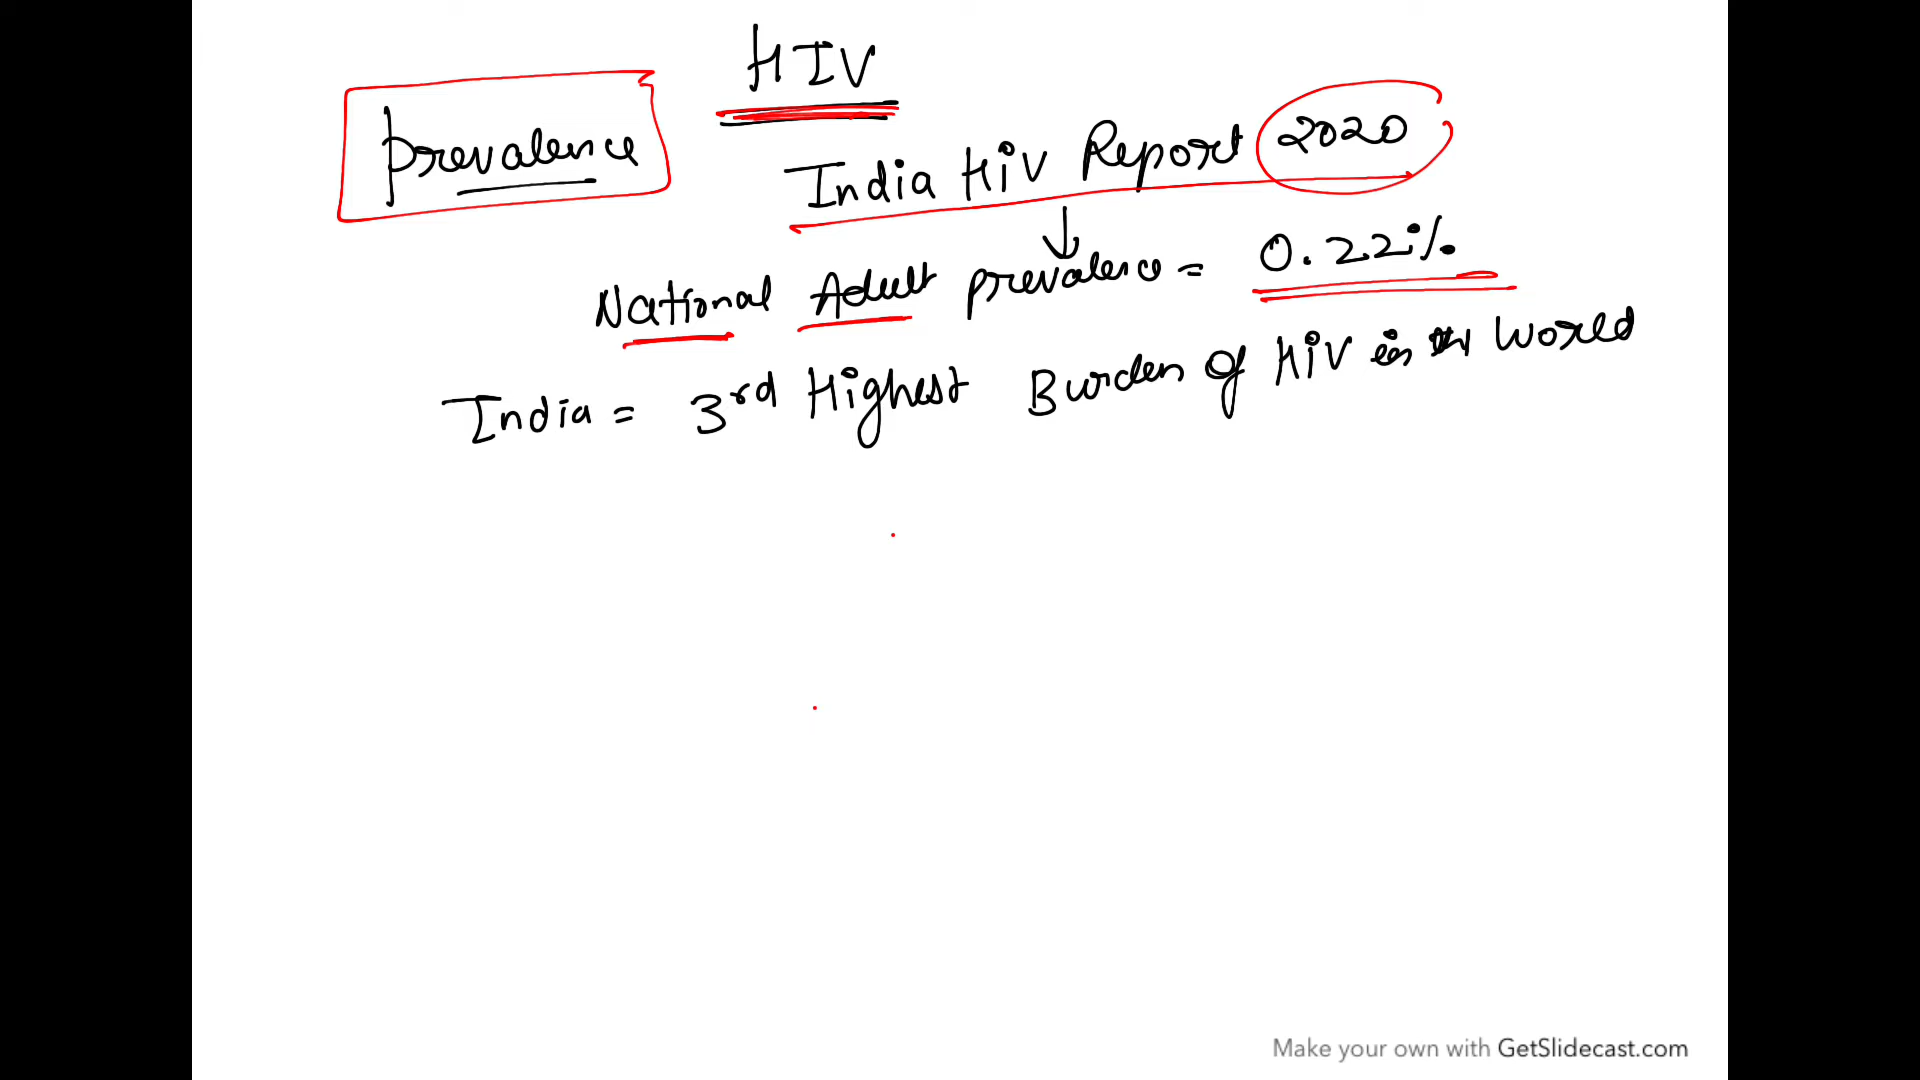 HIV
Prevalence
India HIV Report 2020
National Adult prevalence = 0.22%
India = 3rd Highest Burden of HIV in the World
Make your own with GetSlidecast.com